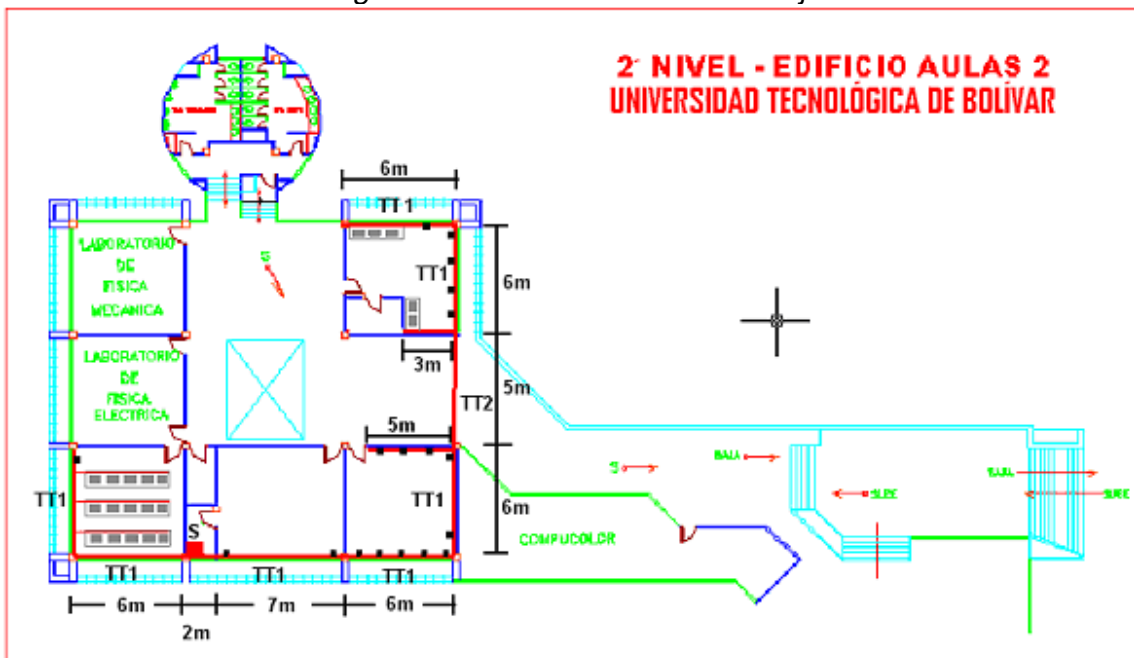 2° NIVEL - EDIFICIO AULAS 2
UNIVERSIDAD TECNOLÓGICA DE BOLÍVAR
6m
TT 1
LABORATORIO
DE
FISICA
MECANICA
S
TT1
6m
3m
LABORATORIO
DE
FISICA
ELECTRICA
5m
TT2
5m
S
BAJA
SUBE
BAJA
SUBE
TT1
TT1
6m
S
COMPUCOLOR
TT1
TT1
TT1
6m
7m
6m
2m